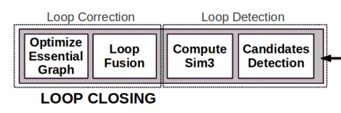 Loop Correction
Loop Detection
Optimize
Essential
Graph
Loop
Fusion
Compute
Sim3
Candidates
Detection
LOOP CLOSING